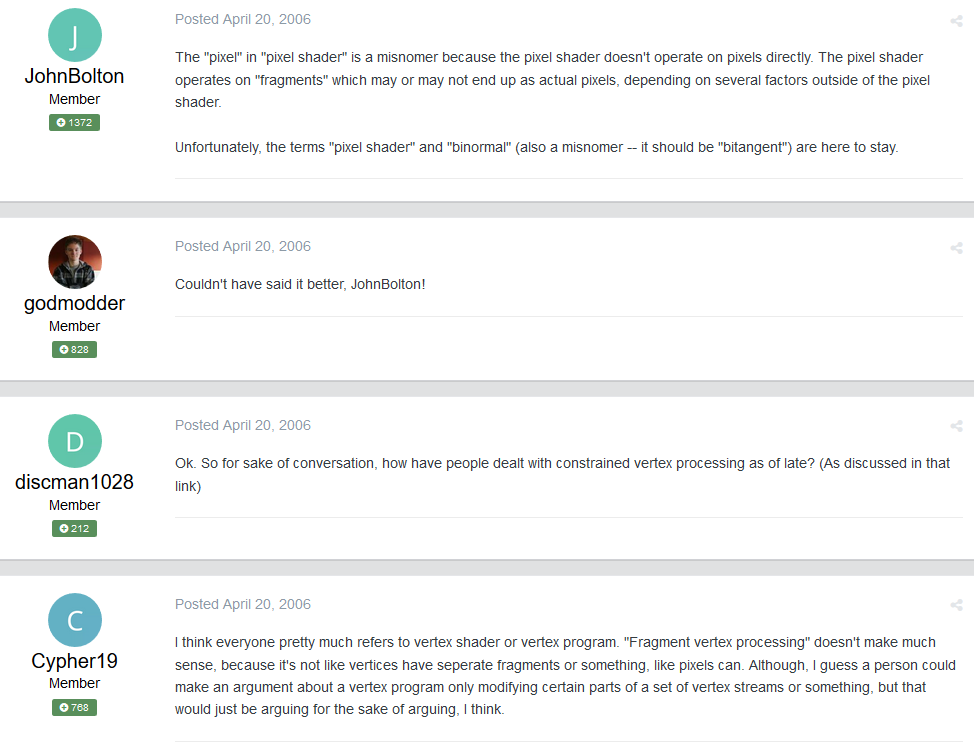 J
JohnBolton
Member
1372
Posted April 20, 2006
The "pixel" in "pixel shader" is a misnomer because the pixel shader doesn't operate on pixels directly. The pixel shader
operates on "fragments" which may or may not end up as actual pixels, depending on several factors outside of the pixel
shader.
Unfortunately, the terms "pixel shader" and "binormal" (also a misnomer -- it should be "bitangent") are here to stay.
godmodder
Member
828
Posted April 20, 2006
Couldn't have said it better, JohnBolton!
D
discman1028
Member
212
Posted April 20, 2006
Ok. So for sake of conversation, how have people dealt with constrained vertex processing as of late? (As discussed in that
link)
C
Cypher19
Member
768
Posted April 20, 2006
I think everyone pretty much refers to vertex shader or vertex program. "Fragment vertex processing" doesn't make much
sense, because it's not like vertices have seperate fragments or something, like pixels can. Although, I guess a person could
make an argument about a vertex program only modifying certain parts of a set of vertex streams or something, but that
would just be arguing for the sake of arguing, I think.